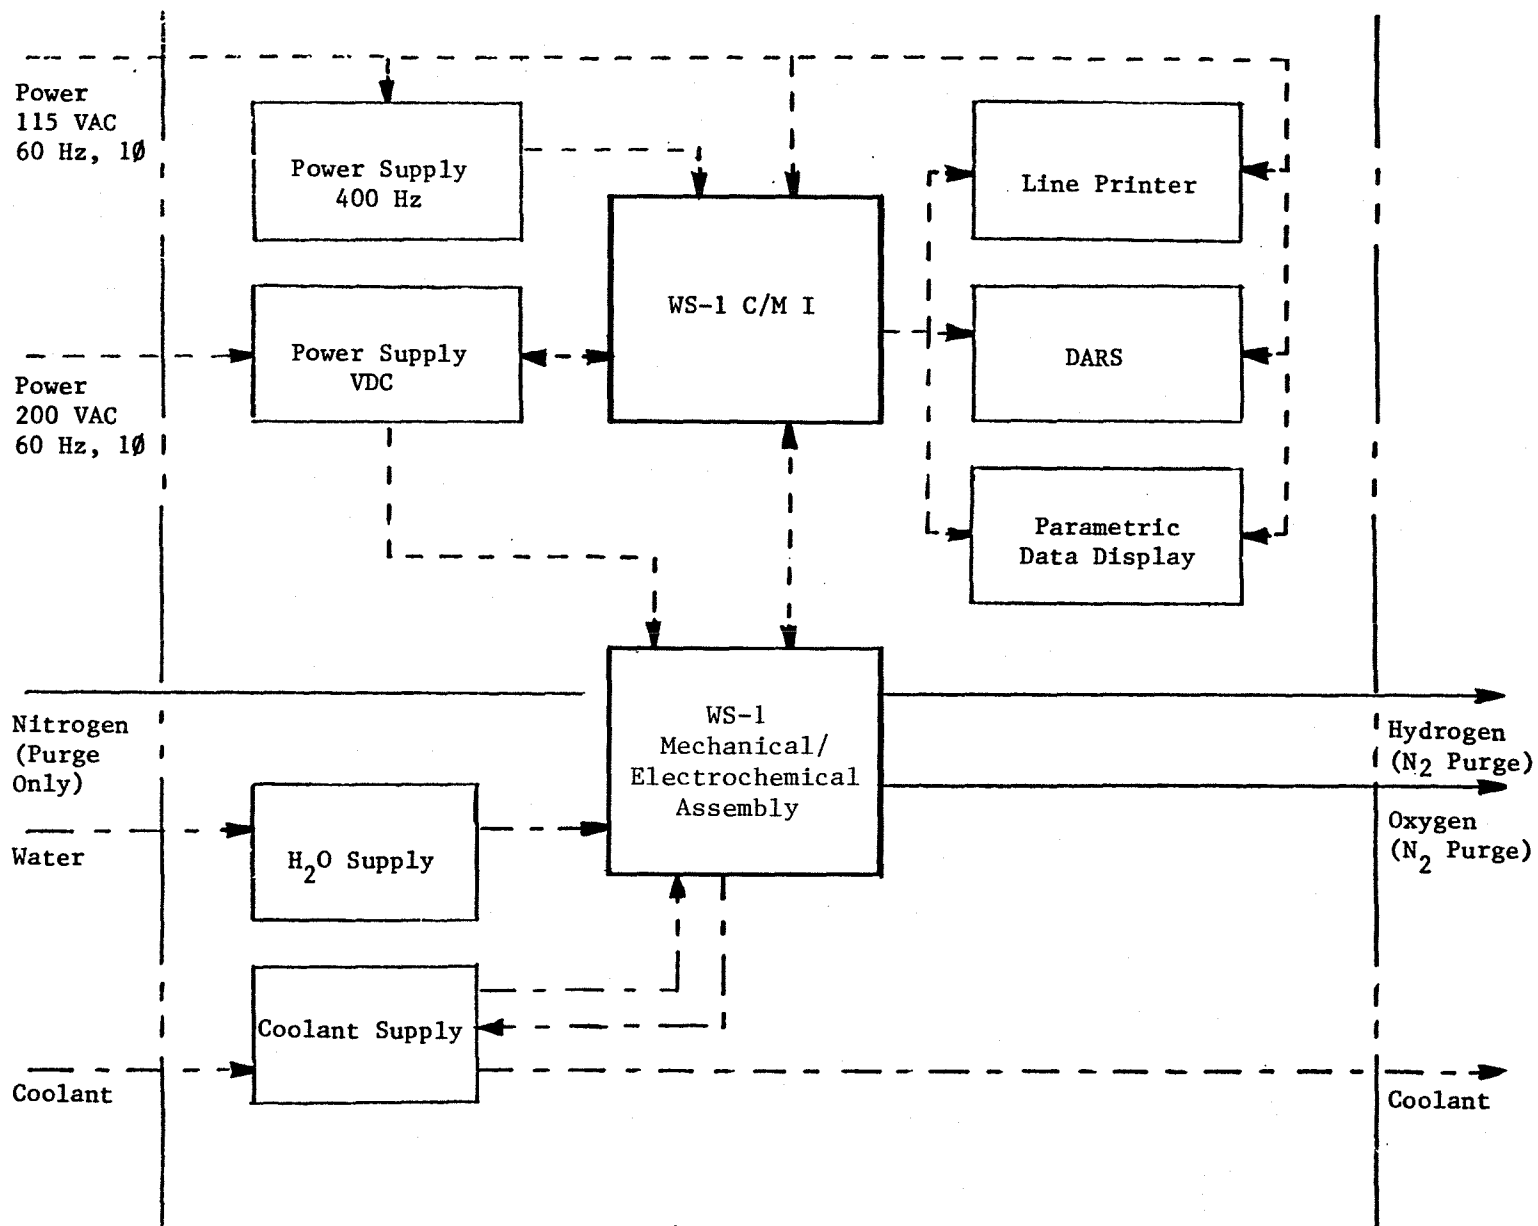 Power
115 VAC
60 Hz, 1Ø
Power Supply
400 Hz
Line Printer
WS-1 C/M I
Power Supply
VDC
DARS
Power
200 VAC
60 Hz, 1Ø
Parametric
Data Display
Nitrogen
(Purge
Only)
WS-1
Mechanical/
Electrochemical
Assembly
Hydrogen
(N2 Purge)
Oxygen
(N2 Purge)
Water
H2O Supply
Coolant Supply
Coolant
Coolant